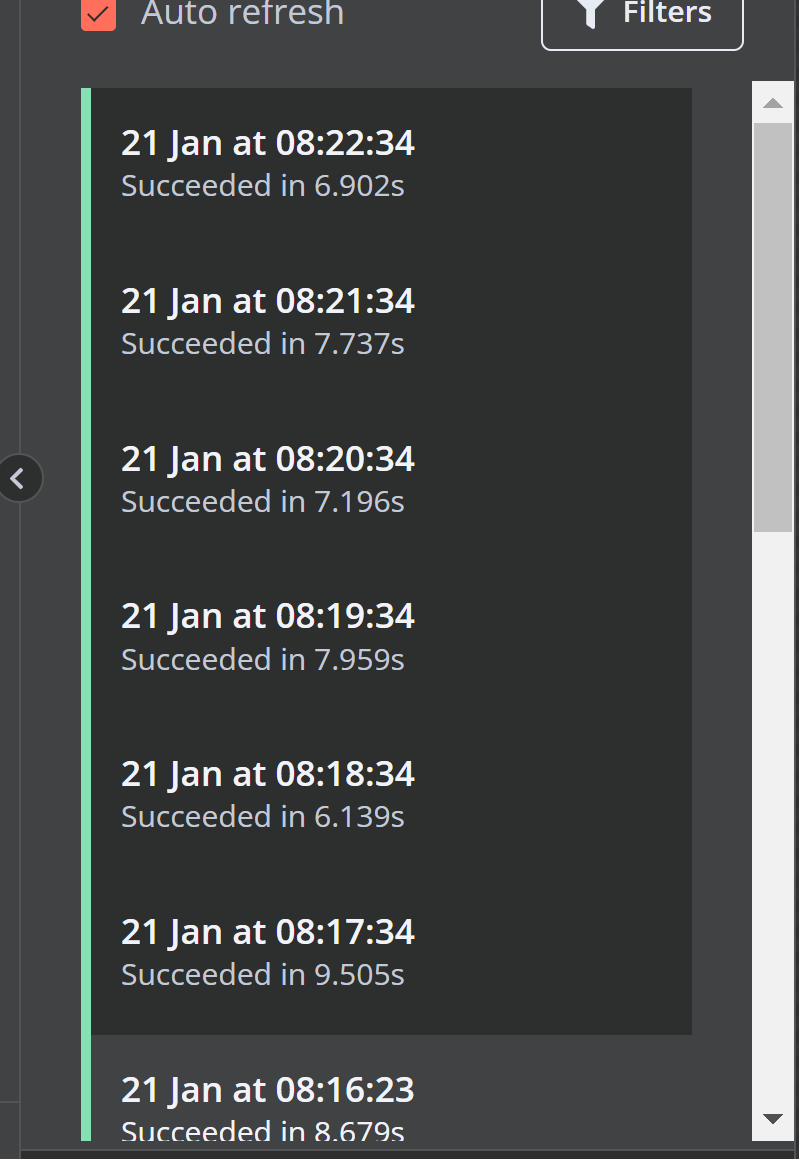 Auto refresh
Filters
21 Jan at 08:22:34
Succeeded in 6.902s
21 Jan at 08:21:34
Succeeded in 7.737s
21 Jan at 08:20:34
Succeeded in 7.196s
21 Jan at 08:19:34
Succeeded in 7.959s
21 Jan at 08:18:34
Succeeded in 6.139s
21 Jan at 08:17:34
Succeeded in 9.505s
21 Jan at 08:16:23
Succeeded in 8.679s